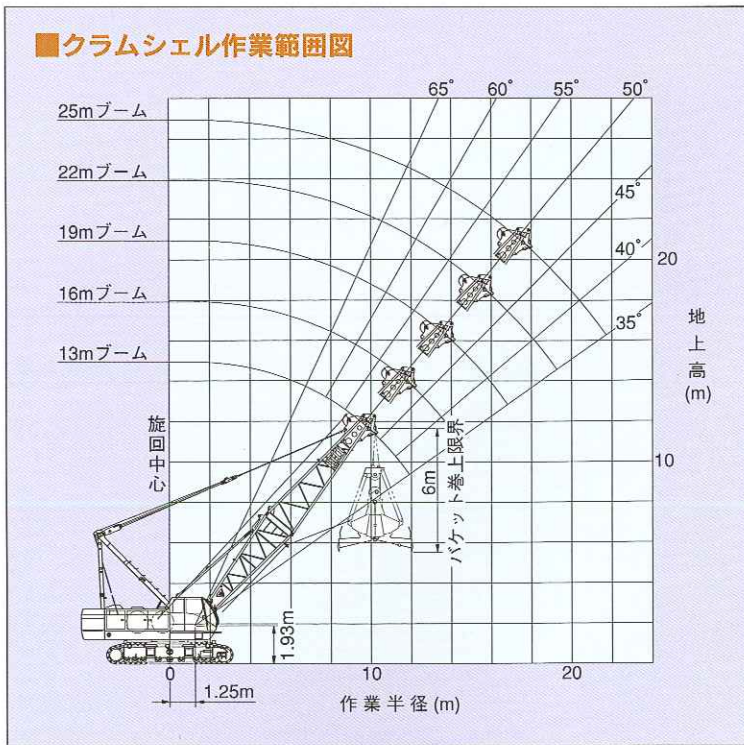 ■クラムシェル作業範囲図
65° 60° 55° 50°
25mブーム
22mブーム
45°
19mブーム
40°
20
16mブーム
35°
地上高(m)
13mブーム
旋回中心
バケット巻上限界
6m
10
1.93m
0 10 20
1.25m
作業半径(m)